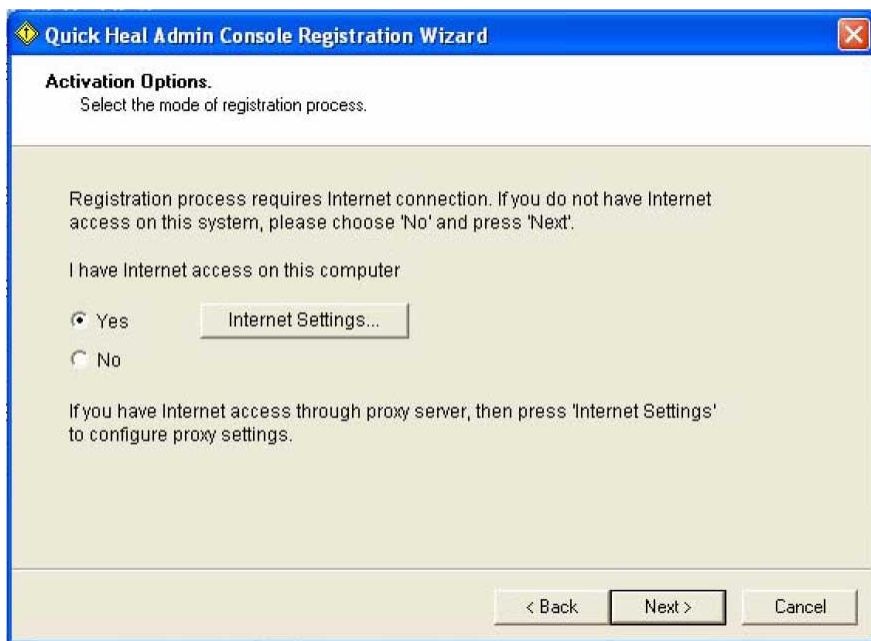 Quick Heal Admin Console Registration Wizard
Activation Options.
Select the mode of registration process.
Registration process requires Internet connection. If you do not have Internet
access on this system, please choose 'No' and press 'Next'.
I have Internet access on this computer
Yes
Internet Settings...
No
If you have Internet access through proxy server, then press 'Internet Settings'
to configure proxy settings.
< Back
Next >
Cancel